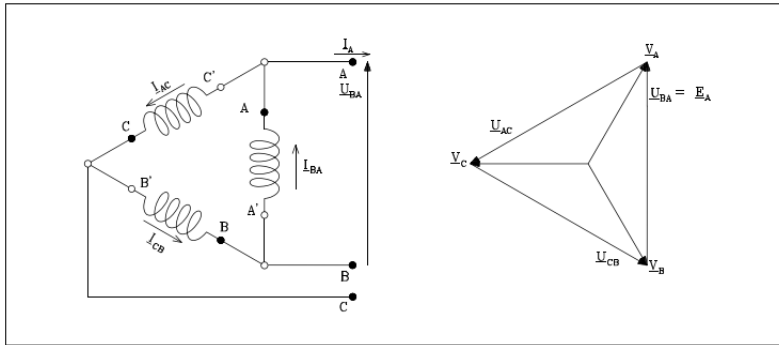 I_A
A
U_BA
I_AC
C'
C
A
I_BA
B'
A'
B
I_CB
B
C
V_A
U_BA = E_A
U_AC
V_C
U_CB
V_B